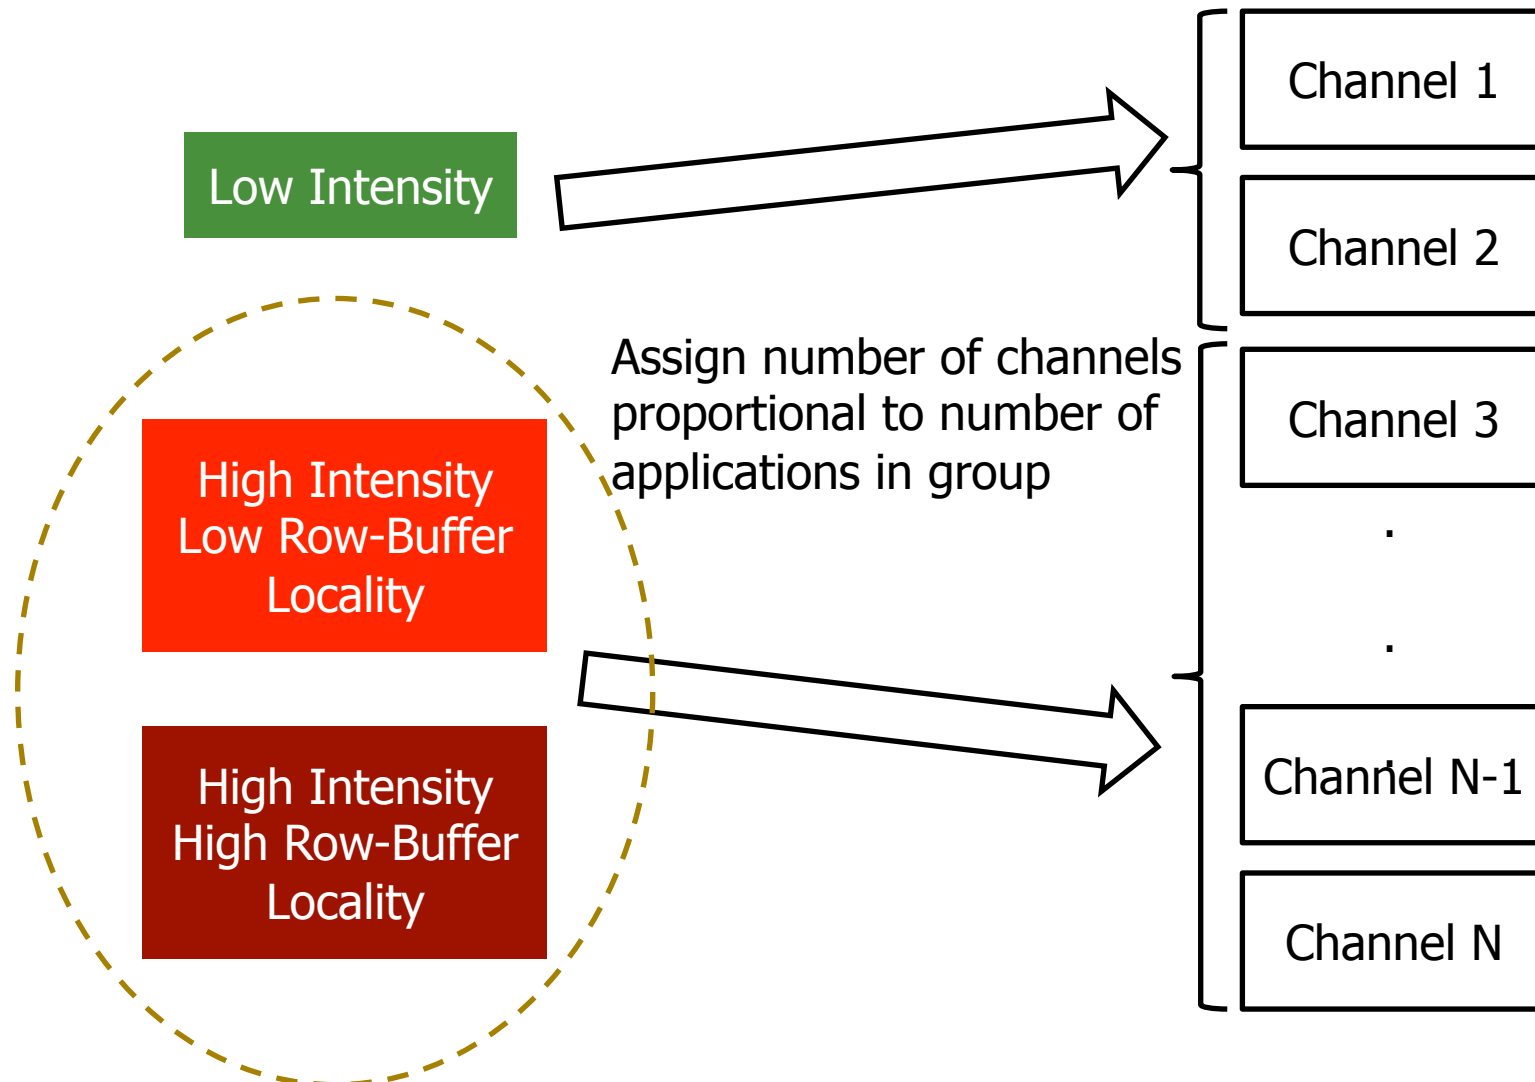 Low Intensity
High Intensity
Low Row-Buffer
Locality
High Intensity
High Row-Buffer
Locality
Assign number of channels
proportional to number of
applications in group
Channel 1
Channel 2
Channel 3
.
.
.
Channel N-1
Channel N